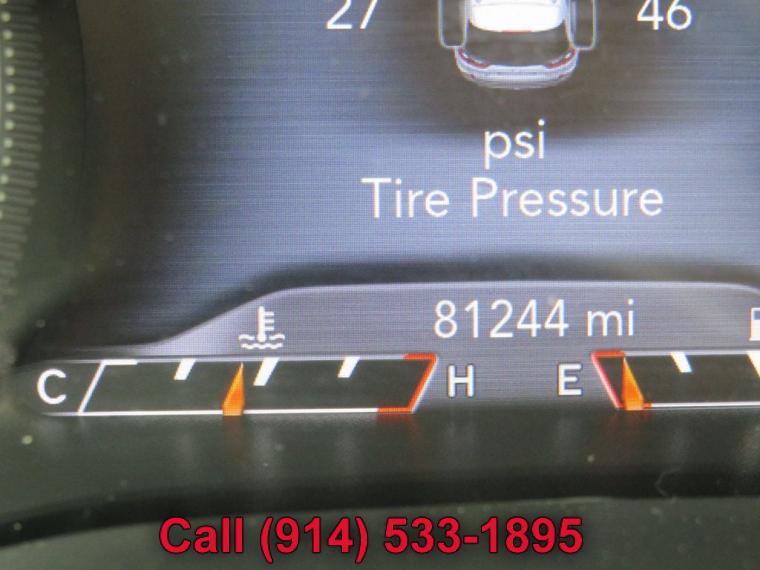 27 46
psi
Tire Pressure
81244 mi
C H E
Call (914) 533-1895